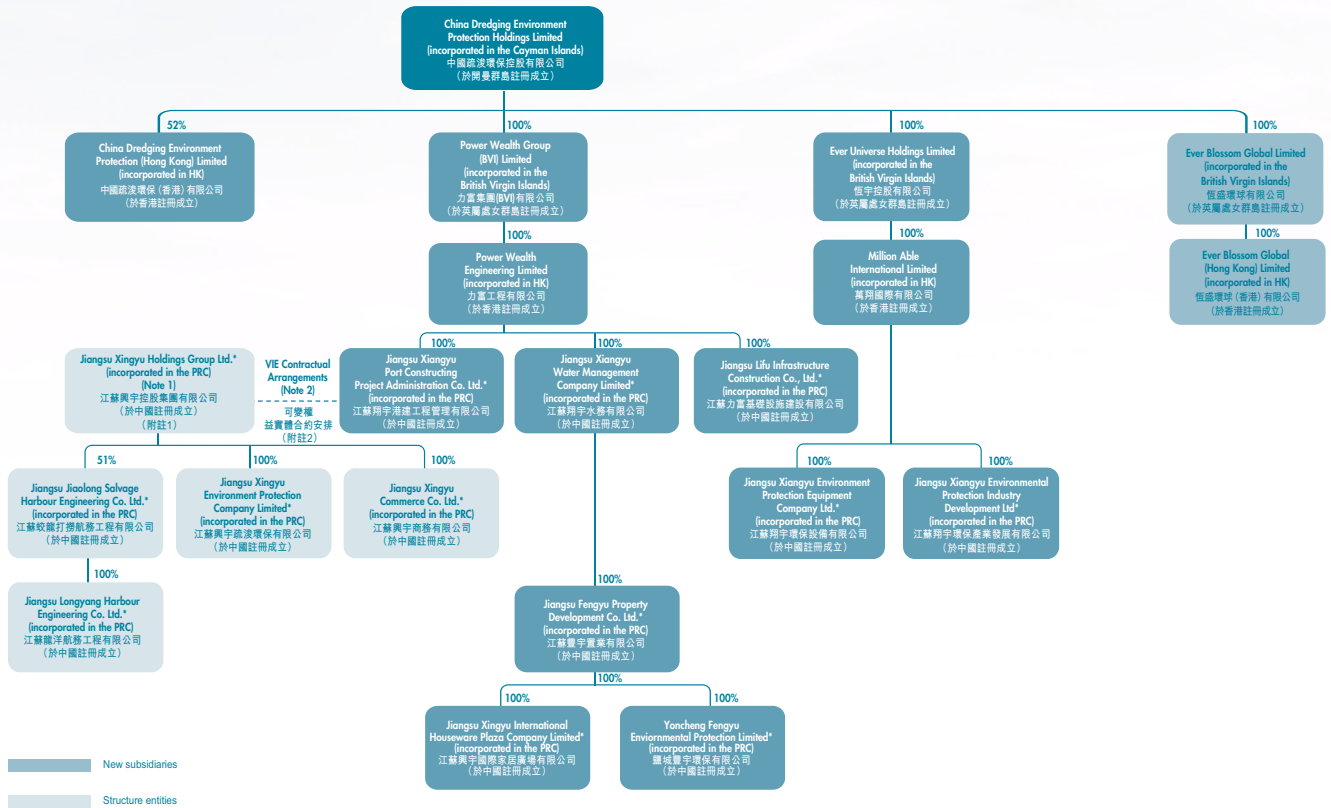 China Dredging Environment
Protection Holdings Limited
(incorporated in the Cayman Islands)
中國疏浚環保控股有限公司
（於開曼群島註冊成立）
52%
100%
100%
100%
China Dredging Environment
Protection (Hong Kong) Limited
(incorporated in HK)
中國疏浚環保（香港）有限公司
（於香港註冊成立）
Power Wealth Group
(BVI) Limited
(incorporated in the
British Virgin Islands)
力富集團(BVI)有限公司
（於英屬處女群島註冊成立）
Ever Universe Holdings Limited
(incorporated in the
British Virgin Islands)
恆宇控股有限公司
（於英屬處女群島註冊成立）
Ever Blossom Global Limited
(incorporated in the
British Virgin Islands)
恆盛環球有限公司
（於英屬處女群島註冊成立）
100%
100%
100%
Power Wealth
Engineering Limited
(incorporated in HK)
力富工程有限公司
（於香港註冊成立）
Million Able
International Limited
(incorporated in HK)
萬翔國際有限公司
（於香港註冊成立）
Ever Blossom Global
(Hong Kong) Limited
(incorporated in HK)
恆盛環球（香港）有限公司
（於香港註冊成立）
100%
100%
100%
Jiangsu Xingyu Holdings Group Ltd.*
(incorporated in the PRC)
(Note 1)
江蘇興宇控股集團有限公司
（於中國註冊成立）
（附註1）
VIE Contractual
Arrangements
(Note 2)
可變權
益實體合約安排
（附註2）
Jiangsu Xiangyu
Port Constructing
Project Administration Co. Ltd.*
(incorporated in the PRC)
江蘇翔宇港建工程管理有限公司
（於中國註冊成立）
Jiangsu Xiangyu
Water Management
Company Limited*
(incorporated in the PRC)
江蘇翔宇水務有限公司
（於中國註冊成立）
Jiangsu Lifu Infrastructure
Construction Co., Ltd.*
(incorporated in the PRC)
江蘇力富基礎設施建設有限公司
（於中國註冊成立）
51%
100%
100%
100%
100%
Jiangsu Jiaolong Salvage
Harbour Engineering Co. Ltd.*
(incorporated in the PRC)
江蘇蛟龍打撈航務工程有限公司
（於中國註冊成立）
Jiangsu Xingyu
Environment Protection
Company Limited*
(incorporated in the PRC)
江蘇興宇疏浚環保有限公司
（於中國註冊成立）
Jiangsu Xingyu
Commerce Co. Ltd.*
(incorporated in the PRC)
江蘇興宇商務有限公司
（於中國註冊成立）
Jiangsu Xiangyu Environment
Protection Equipment
Company Ltd.*
(incorporated in the PRC)
江蘇翔宇環保設備有限公司
（於中國註冊成立）
Jiangsu Xiangyu Environmental
Protection Industry
Development Ltd*
(incorporated in the PRC)
江蘇翔宇環保產業發展有限公司
（於中國註冊成立）
100%
100%
Jiangsu Longyang Harbour
Engineering Co. Ltd.*
(incorporated in the PRC)
江蘇龍洋航務工程有限公司
（於中國註冊成立）
Jiangsu Fengyu Property
Development Co. Ltd.*
(incorporated in the PRC)
江蘇豐宇置業有限公司
（於中國註冊成立）
100%
100%
100%
Jiangsu Xingyu International
Houseware Plaza Company Limited*
(incorporated in the PRC)
江蘇興宇國際家居廣場有限公司
（於中國註冊成立）
Yoncheng Fengyu
Enviornmental Protection Limited*
(incorporated in the PRC)
鹽城豐宇環保有限公司
（於中國註冊成立）
New subsidiaries
Structure entities